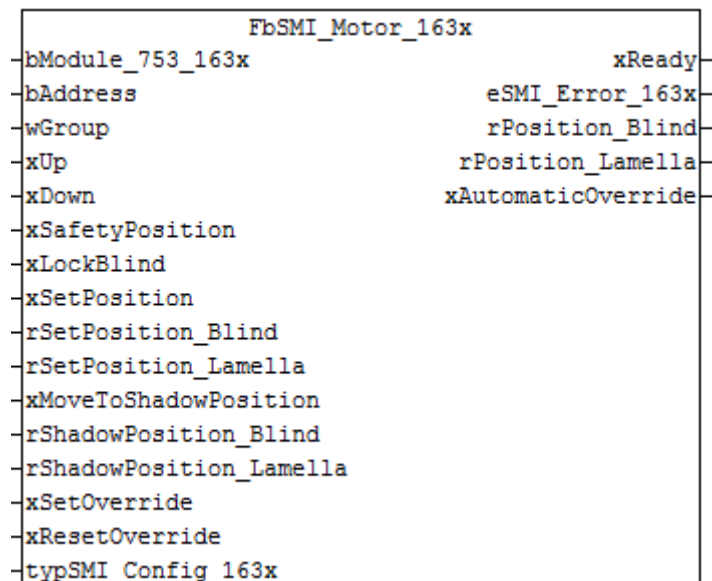 FbSMI_Motor_163x
bModule_753_163x xReady
bAddress eSMI_Error_163x
wGroup rPosition_Blind
xUp rPosition_Lamella
xDown xAutomaticOverride
xSafetyPosition
xLockBlind
xSetPosition
rSetPosition_Blind
rSetPosition_Lamella
xMoveToShadowPosition
rShadowPosition_Blind
rShadowPosition_Lamella
xSetOverride
xResetOverride
typSMI_Config_163x